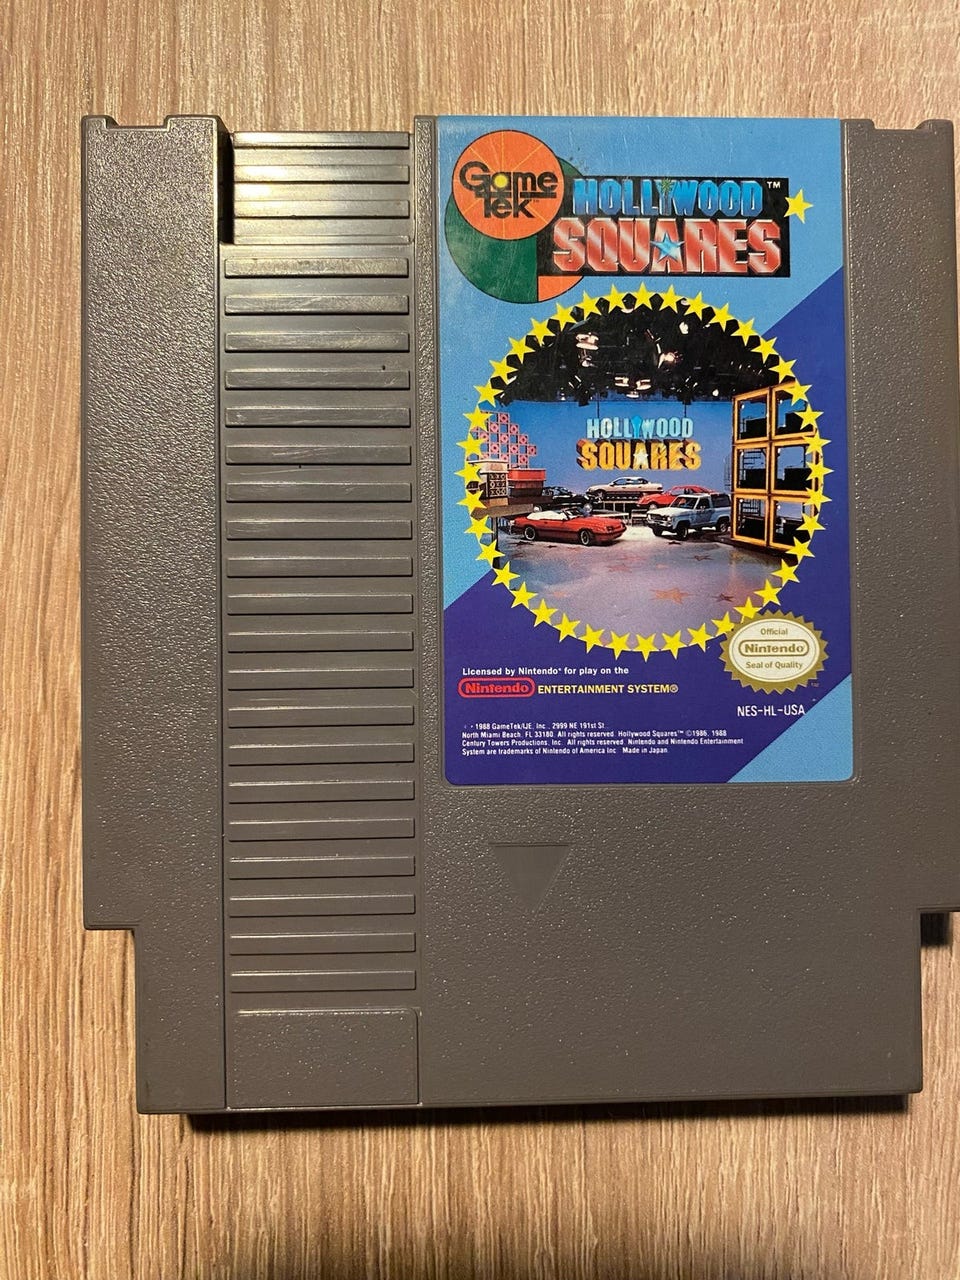 Game
Tek™
HOLLYWOOD™
SQUARES
HOLLYWOOD
SQUARES
Official
Nintendo
Seal of Quality
TM
Licensed by Nintendo® for play on the
Nintendo ENTERTAINMENT SYSTEM®
NES-HL-USA
1988 GameTek/IJE, Inc., 2999 NE 191st St.
North Miami Beach, FL 33180. All rights reserved. Hollywood Squares™ ©1986, 1988
Century Towers Productions, Inc. All rights reserved. Nintendo and Nintendo Entertainment
System are trademarks of Nintendo of America Inc. Made in Japan